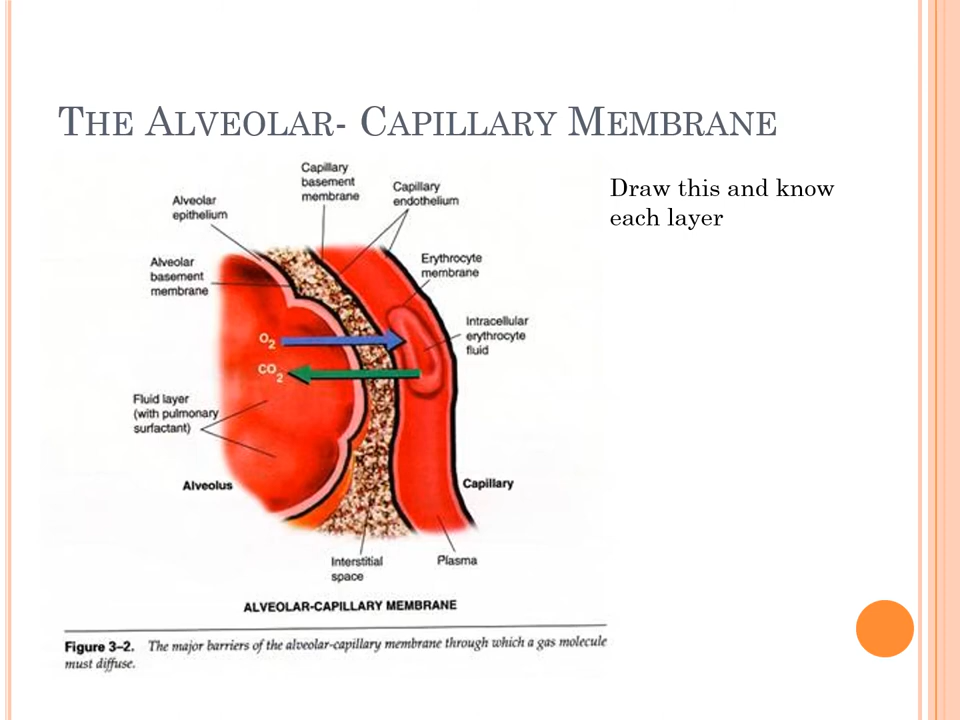 THE ALVEOLAR- CAPILLARY MEMBRANE
Draw this and know
each layer
Capillary
basement
membrane
Capillary
endothelium
Alveolar
epithelium
Alveolar
basement
membrane
Erythrocyte
membrane
Intracellular
erythrocyte
fluid
O2
CO2
Fluid layer
(with pulmonary
surfactant)
Alveolus
Capillary
Interstitial
space
Plasma
ALVEOLAR-CAPILLARY MEMBRANE
Figure 3–2. The major barriers of the alveolar-capillary membrane through which a gas molecule
must diffuse.